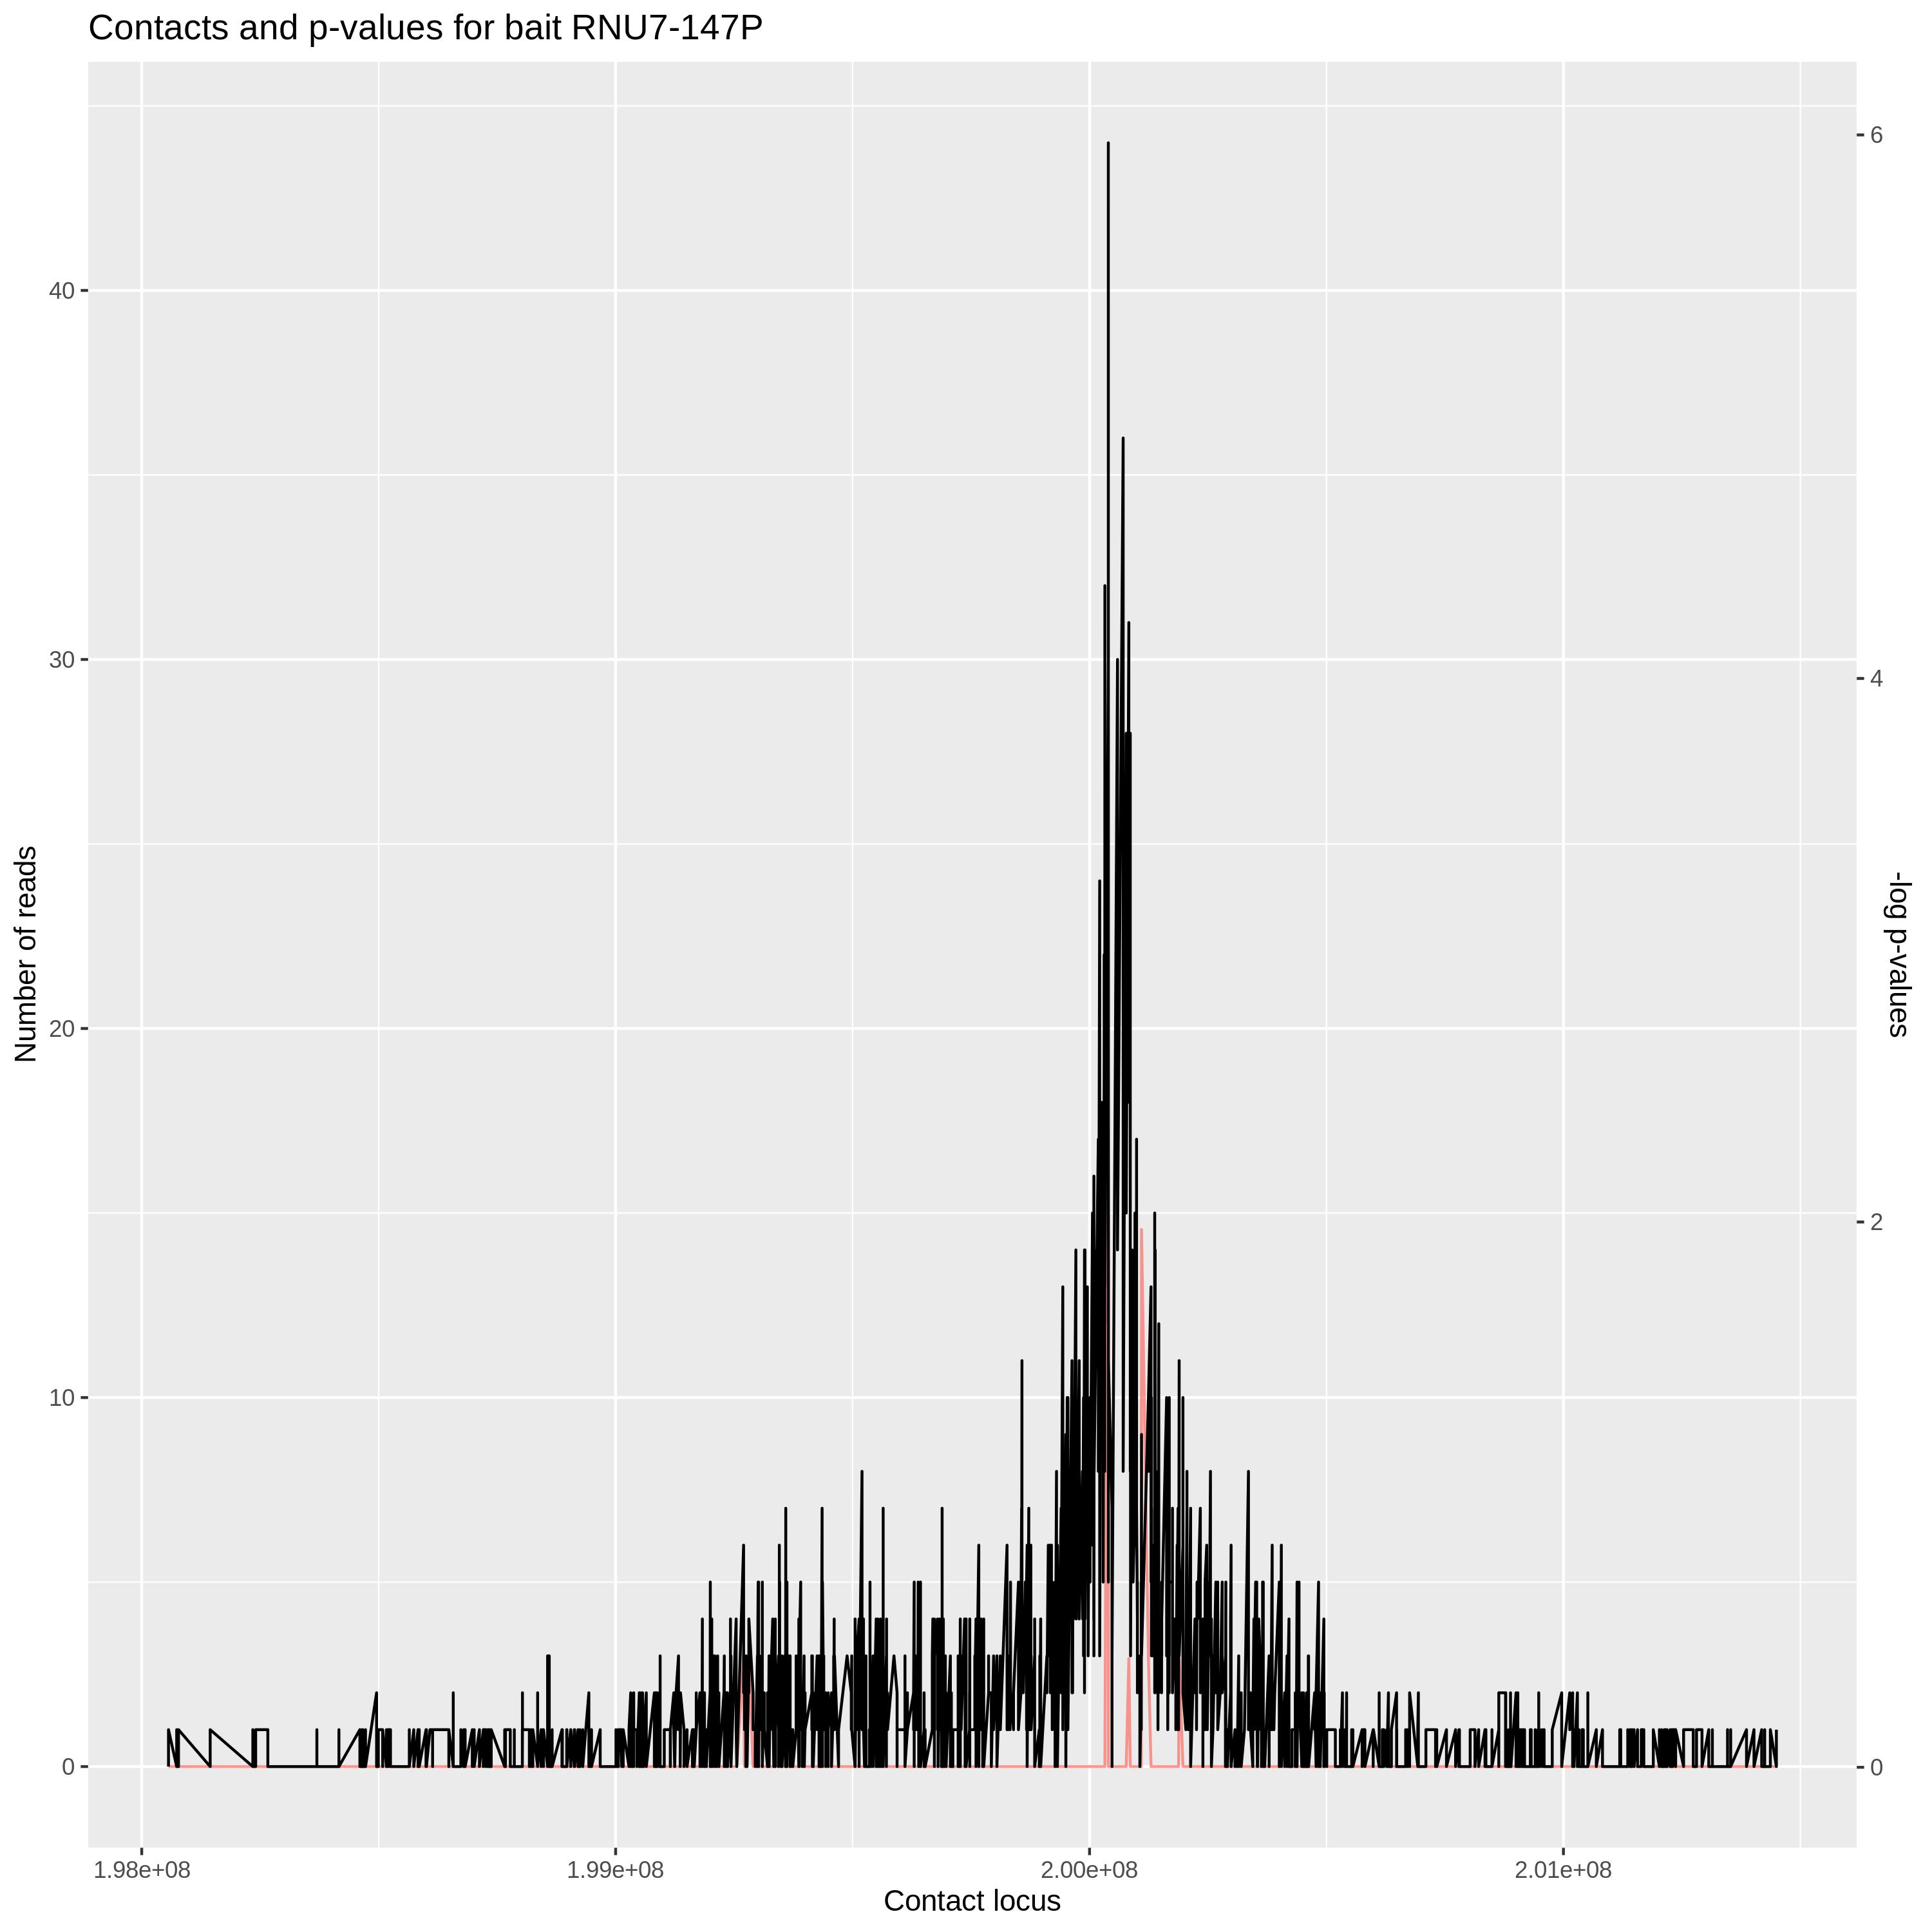 Contacts and p-values for bait RNU7-147P
40
30
20
10
0
Number of reads
6
4
2
0
-log p-values
1.98e+08
1.99e+08
2.00e+08
2.01e+08
Contact locus